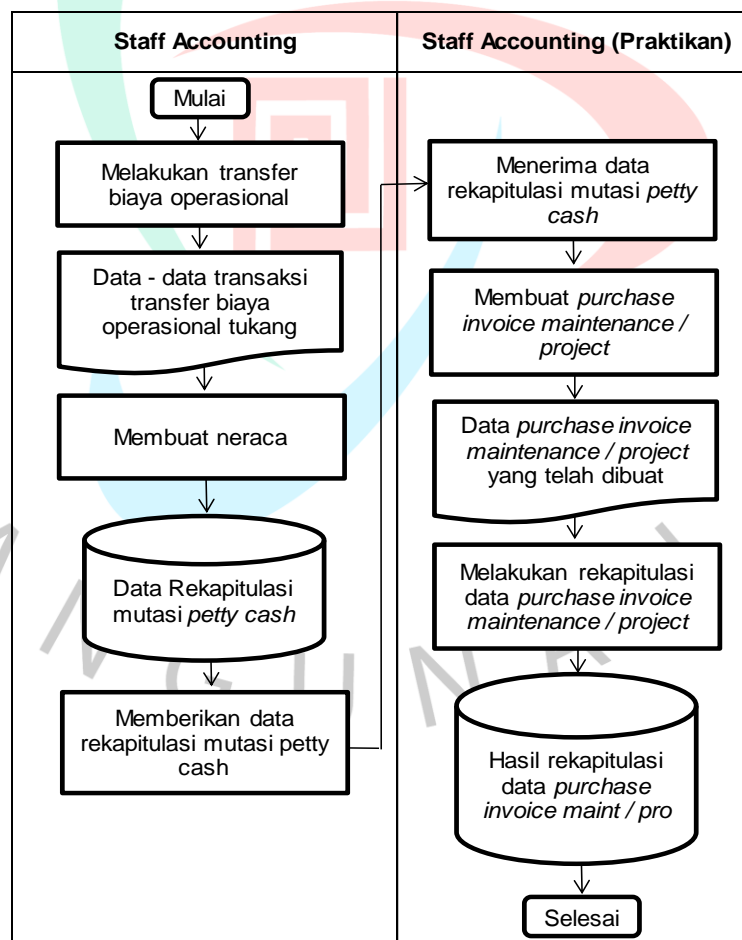 Staff Accounting
Mulai
Melakukan transfer
biaya operasional
Data - data transaksi
transfer biaya
operasional tukang
Membuat neraca
Data Rekapitulasi
mutasi petty cash
Memberikan data
rekapitulasi mutasi petty
cash
Staff Accounting (Praktikan)
Menerima data
rekapitulasi mutasi petty
cash
Membuat purchase
invoice maintenance /
project
Data purchase invoice
maintenance / project
yang telah dibuat
Melakukan rekapitulasi
data purchase invoice
maintenance / project
Hasil rekapitulasi
data purchase
invoice maint / pro
Selesai